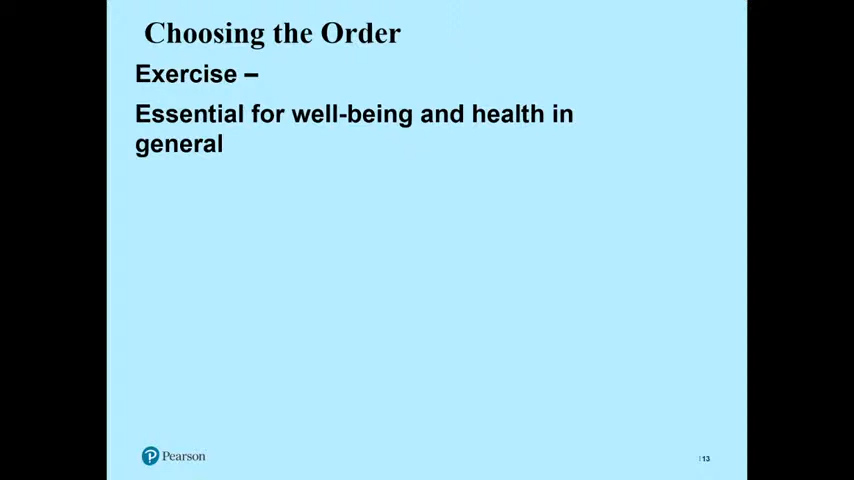 Choosing the Order
Exercise –
Essential for well-being and health in
general
Pearson
13